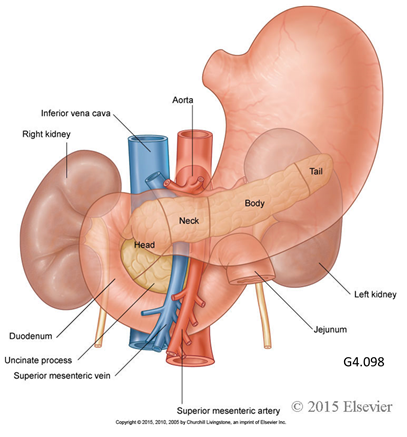 Aorta
Inferior vena cava
Right kidney
Tail
Body
Neck
Head
Left kidney
Duodenum
Jejunum
Uncinate process
G4.098
Superior mesenteric vein
© 2015 Elsevier
Superior mesenteric artery
Copyright © 2015, 2010, 2005 by Churchill Livingstone, an imprint of Elsevier Inc.